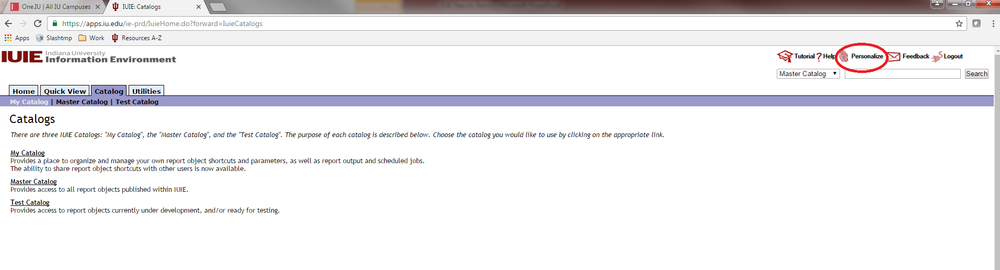 One.IU | All IU Campuses
IUIE: Catalogs
https://apps.iu.edu/ie-prd/IuieHome.do?forward=IuieCatalogs
Apps Slashtmp Work Resources A-Z
IUIE Indiana University
Information Environment
Tutorial ? Help Personalize Feedback Logout
Master Catalog Search
Home Quick View Catalog Utilities
My Catalog | Master Catalog | Test Catalog
Catalogs
There are three IUIE Catalogs: "My Catalog", the "Master Catalog", and the "Test Catalog". The purpose of each catalog is described below. Choose the catalog you would like to use by clicking on the appropriate link.
My Catalog
Provides a place to organize and manage your own report object shortcuts and parameters, as well as report output and scheduled jobs.
The ability to share report object shortcuts with other users is now available.
Master Catalog
Provides access to all report objects published within IUIE.
Test Catalog
Provides access to report objects currently under development, and/or ready for testing.